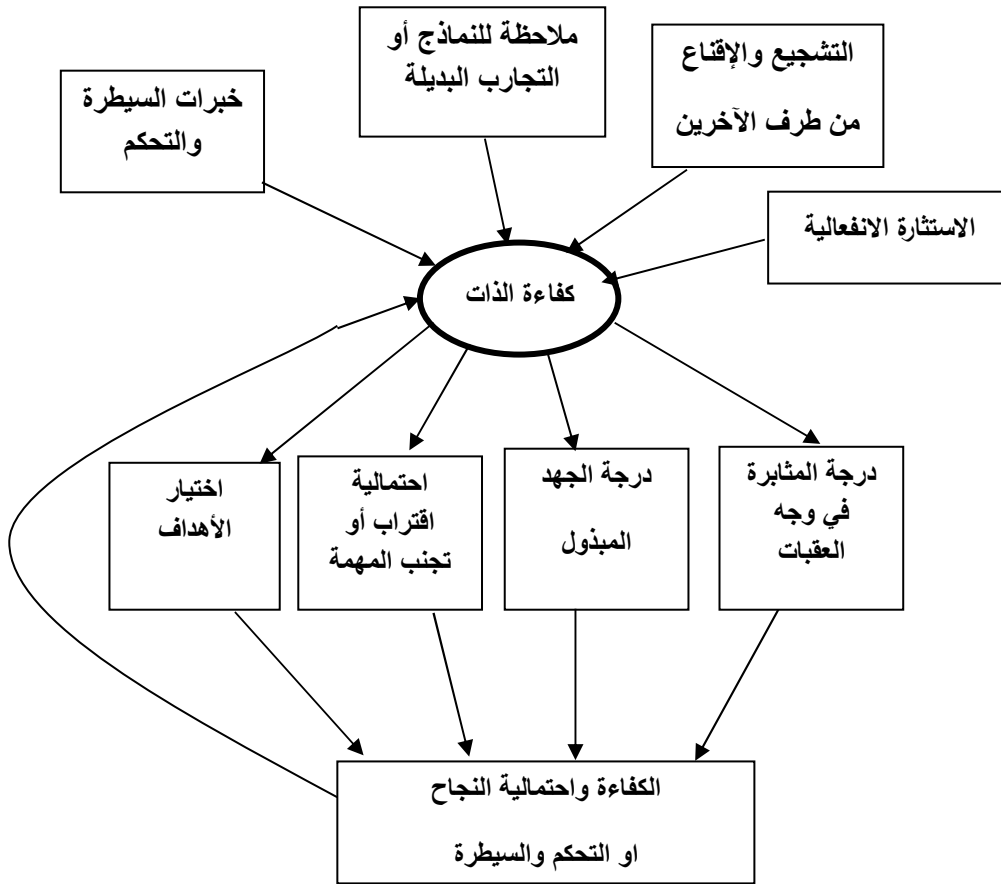 التشجيع والإقناع
من طرف الآخرين
ملاحظة للنماذج أو
التجارب البديلة
خبرات السيطرة
والتحكم
الاستثارة الانفعالية
كفاءة الذات
درجة المثابرة
في وجه
العقبات
درجة الجهد
المبذول
احتمالية
اقتراب أو
تجنب المهمة
اختيار
الأهداف
الكفاءة واحتمالية النجاح
او التحكم والسيطرة